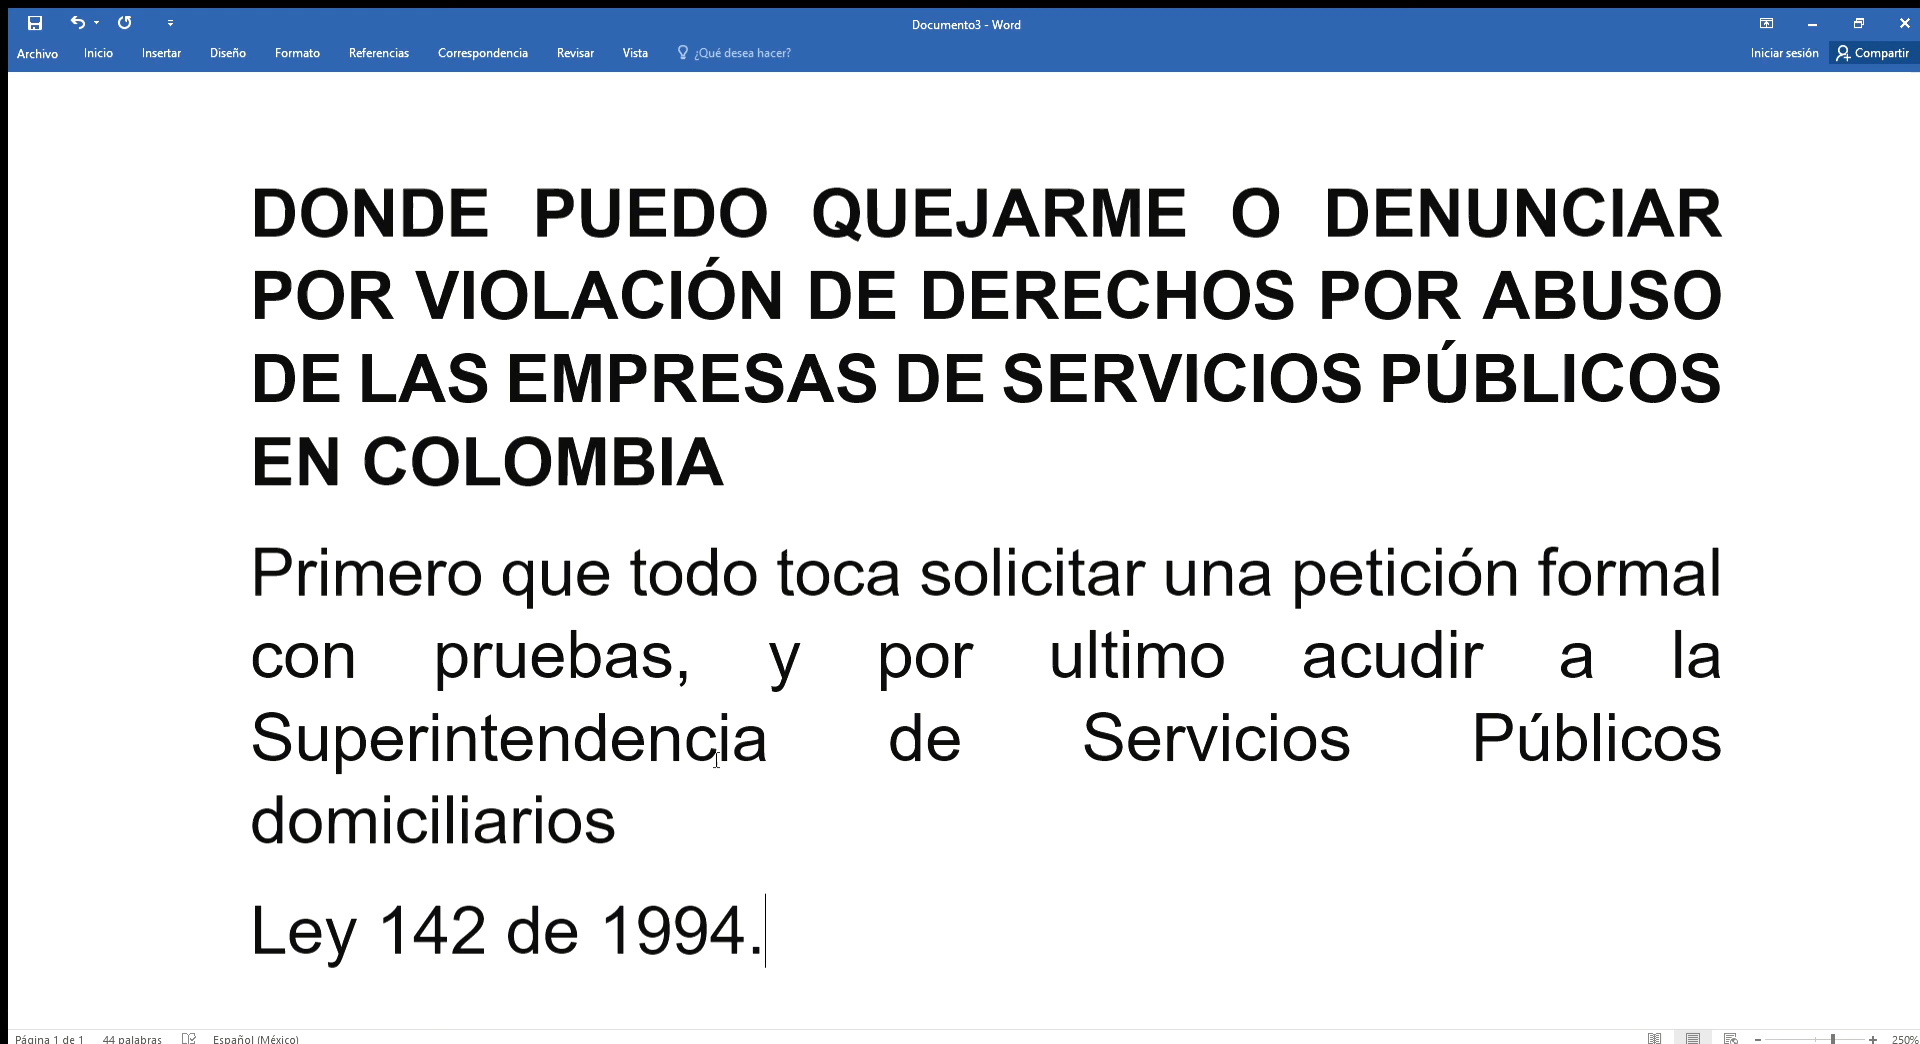 Documento3 - Word
Archivo Inicio Insertar Diseño Formato Referencias Correspondencia Revisar Vista ¿Qué desea hacer? Iniciar sesión Compartir
DONDE PUEDO QUEJARME O DENUNCIAR
POR VIOLACIÓN DE DERECHOS POR ABUSO
DE LAS EMPRESAS DE SERVICIOS PÚBLICOS
EN COLOMBIA
Primero que todo toca solicitar una petición formal
con pruebas, y por ultimo acudir a la
Superintendencia de Servicios Públicos
domiciliarios
Ley 142 de 1994.
Página 1 de 1 44 palabras Español (México) 250%